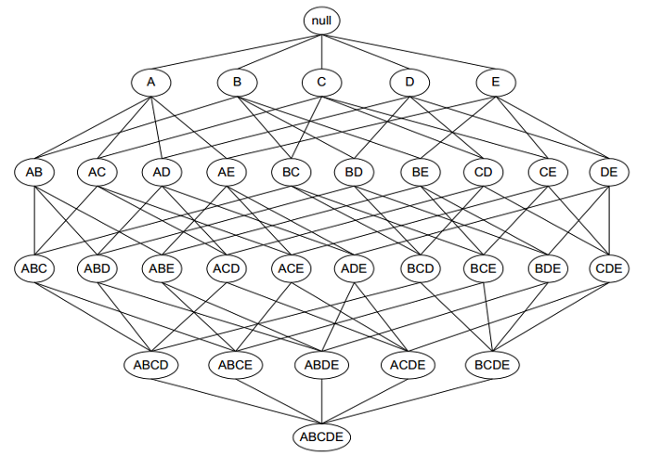 null
A B C D E
AB AC AD AE BC BD BE CD CE DE
ABC ABD ABE ACD ACE ADE BCD BCE BDE CDE
ABCD ABCE ABDE ACDE BCDE
ABCDE